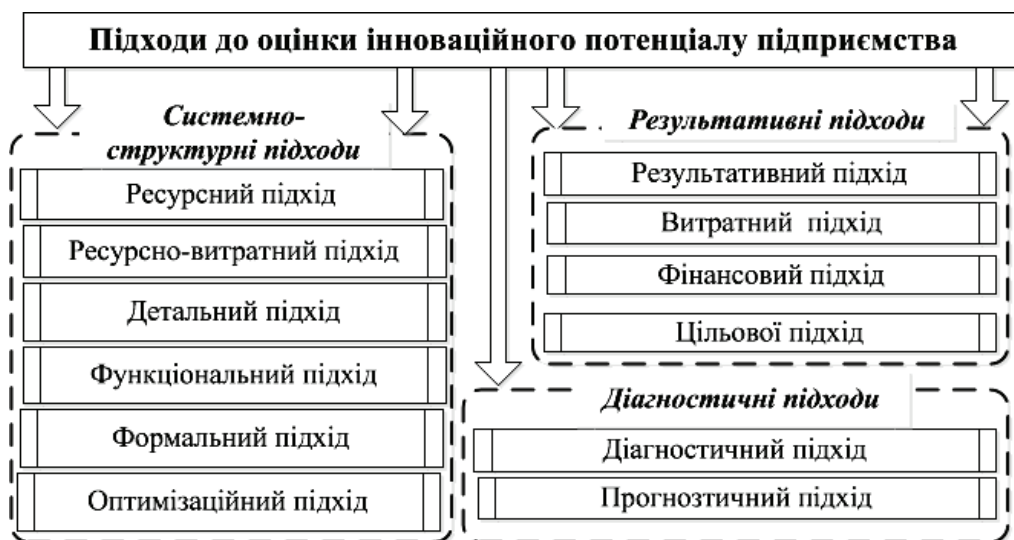 Підходи до оцінки інноваційного потенціалу підприємства
Системно-
структурні підходи
Ресурсний підхід
Ресурсно-витратний підхід
Детальний підхід
Функціональний підхід
Формальний підхід
Оптимізаційний підхід
Результативні підходи
Результативний підхід
Витратний підхід
Фінансовий підхід
Цільової підхід
Діагностичні підходи
Діагностичний підхід
Прогнозтичний підхід